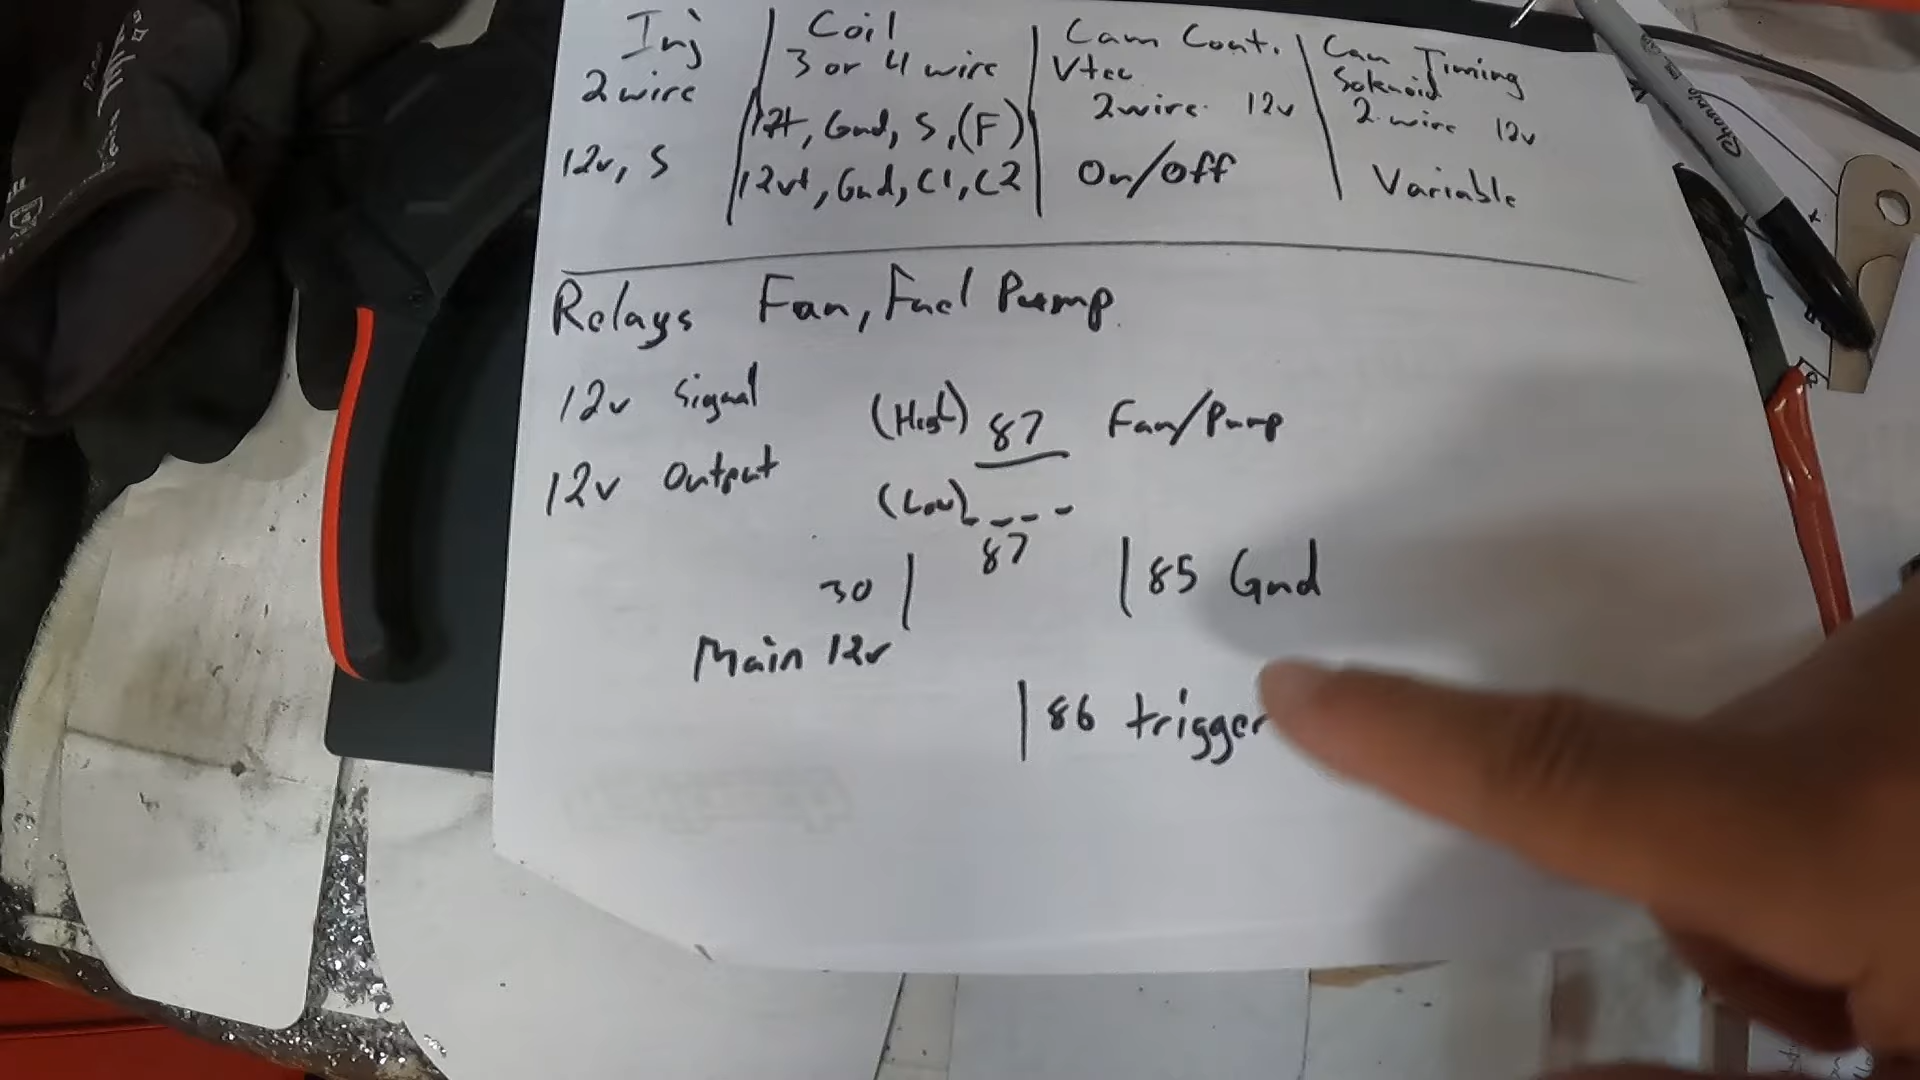 Inj
2 wire
12v, S
Coil
3 or 4 wire
12+, Gnd, S, (F)
12v+, Gnd, C1, C2
Cam Cont.
Vtec
2 wire 12v
On/Off
Cam Timing
Solenoid
2 wire 12v
Variable
Relays Fan, Fuel Pump
12v Signal
12v Output
(High) 87 Fan/Pump
(Low)
87
30
85 Gnd
Main 12v
86 trigger
Sharpie